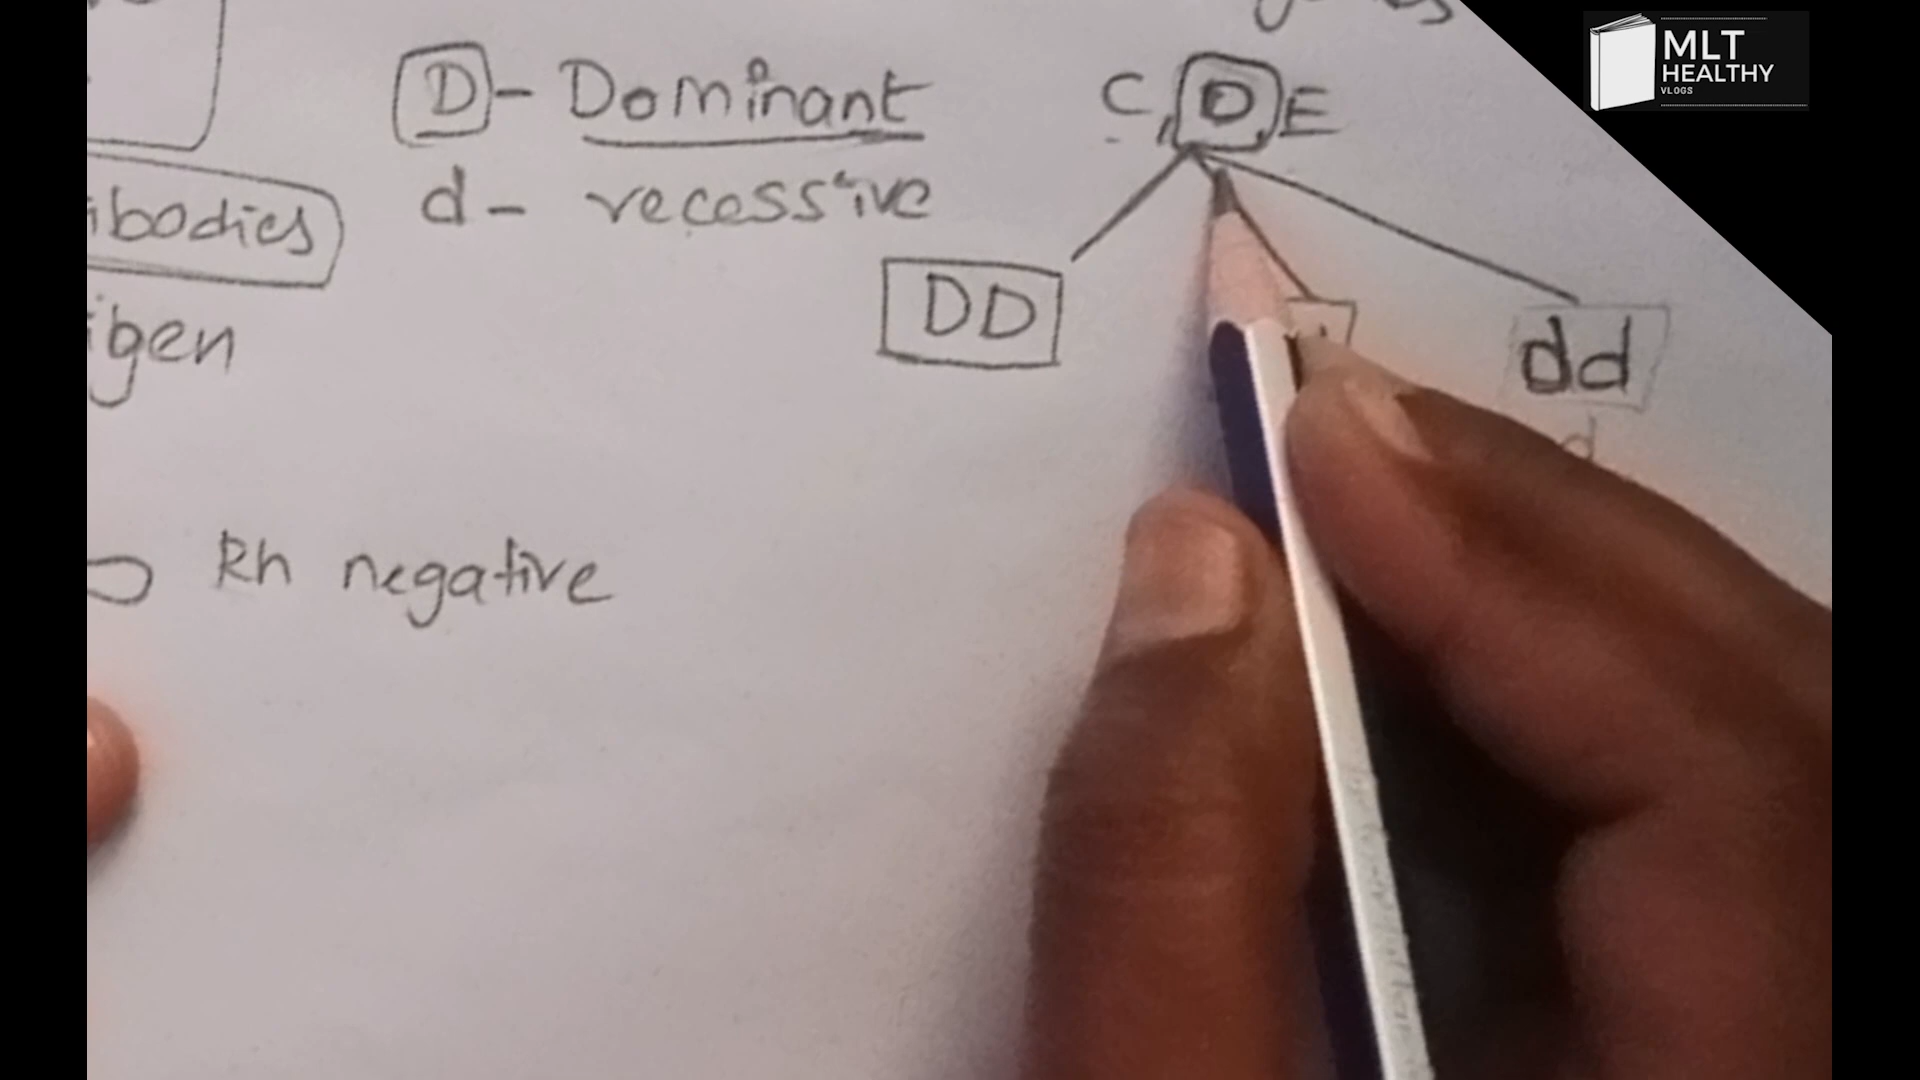 D - Dominant
d - recessive
C, D, E
DD
dd
d
ibodies
igen
Rh negative
MLT
HEALTHY
VLOGS